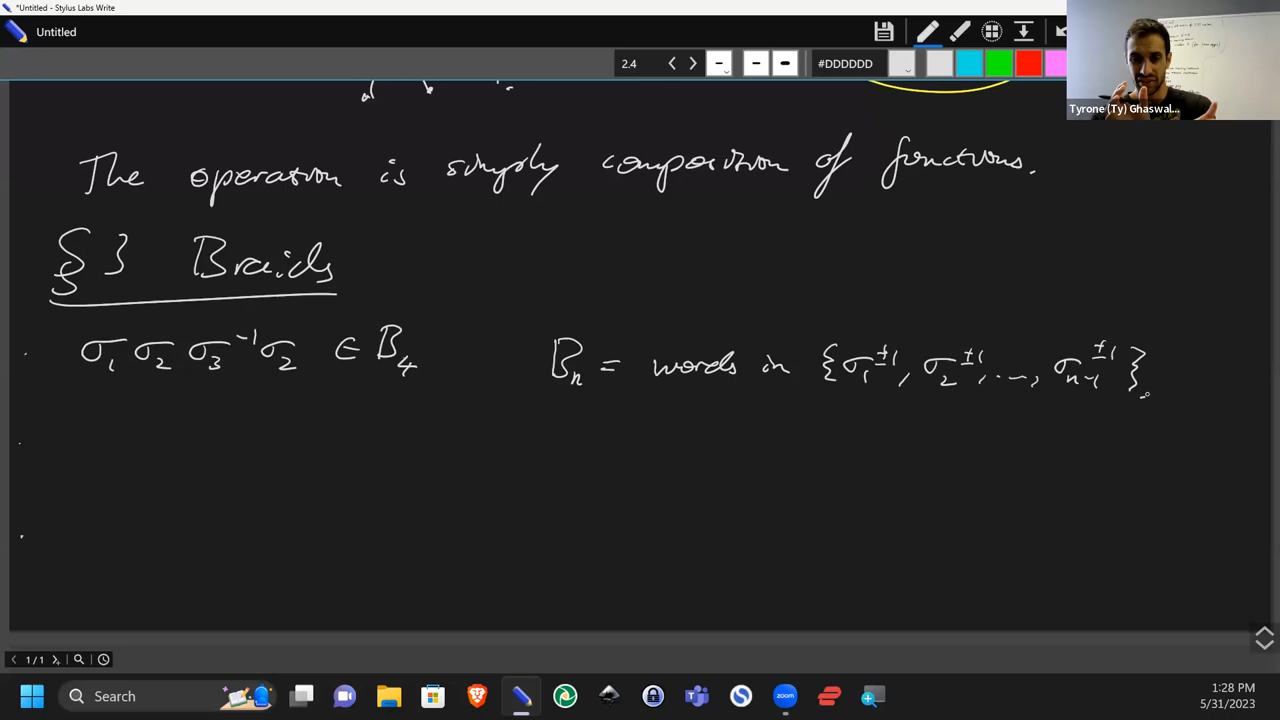 *Untitled - Stylus Labs Write
Untitled
2.4 #DDDDDD
Tyrone (Ty) Ghaswal...
The operation is simply composition of functions.
§3 Braids
σ₁σ₂σ₃⁻¹σ₂ ∈ B₄ Bₙ = words in {σ₁^±1, σ₂^±1, ..., σₙ₋₁^±1}
1/1
Search
1:28 PM
5/31/2023